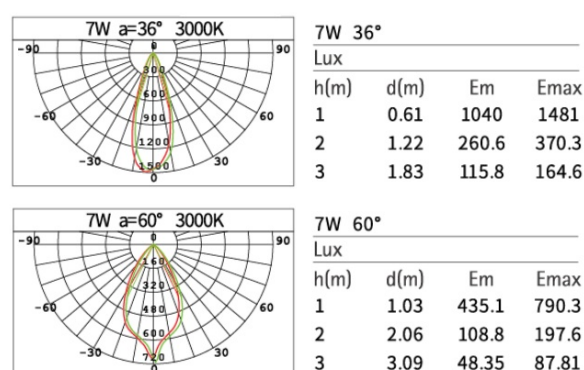 7W a=36° 3000K
-90 0 90
300
600
-60 900 60
1200
-30 1500 30
0
7W 36°
Lux
h(m) d(m) Em Emax
1 0.61 1040 1481
2 1.22 260.6 370.3
3 1.83 115.8 164.6
7W a=60° 3000K
-90 0 90
160
320
-60 480 60
600
-30 720 30
0
7W 60°
Lux
h(m) d(m) Em Emax
1 1.03 435.1 790.3
2 2.06 108.8 197.6
3 3.09 48.35 87.81